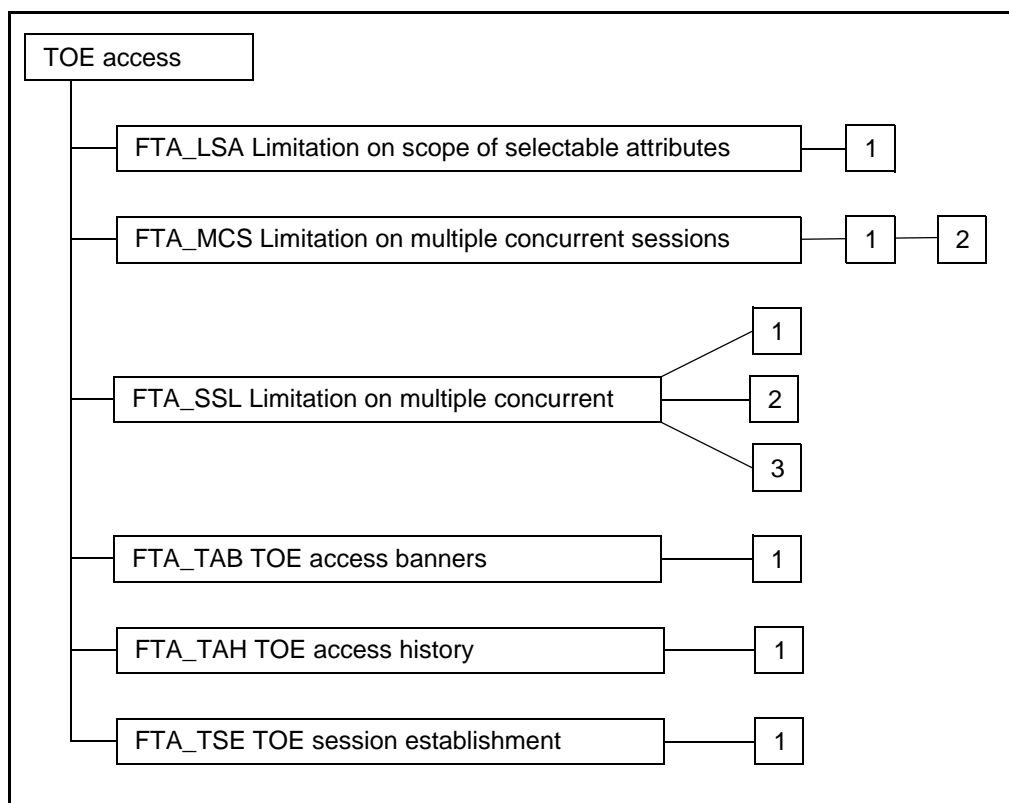 TOE access
FTA_LSA Limitation on scope of selectable attributes 1
FTA_MCS Limitation on multiple concurrent sessions 1 2
1
FTA_SSL Limitation on multiple concurrent 2
3
FTA_TAB TOE access banners 1
FTA_TAH TOE access history 1
FTA_TSE TOE session establishment 1